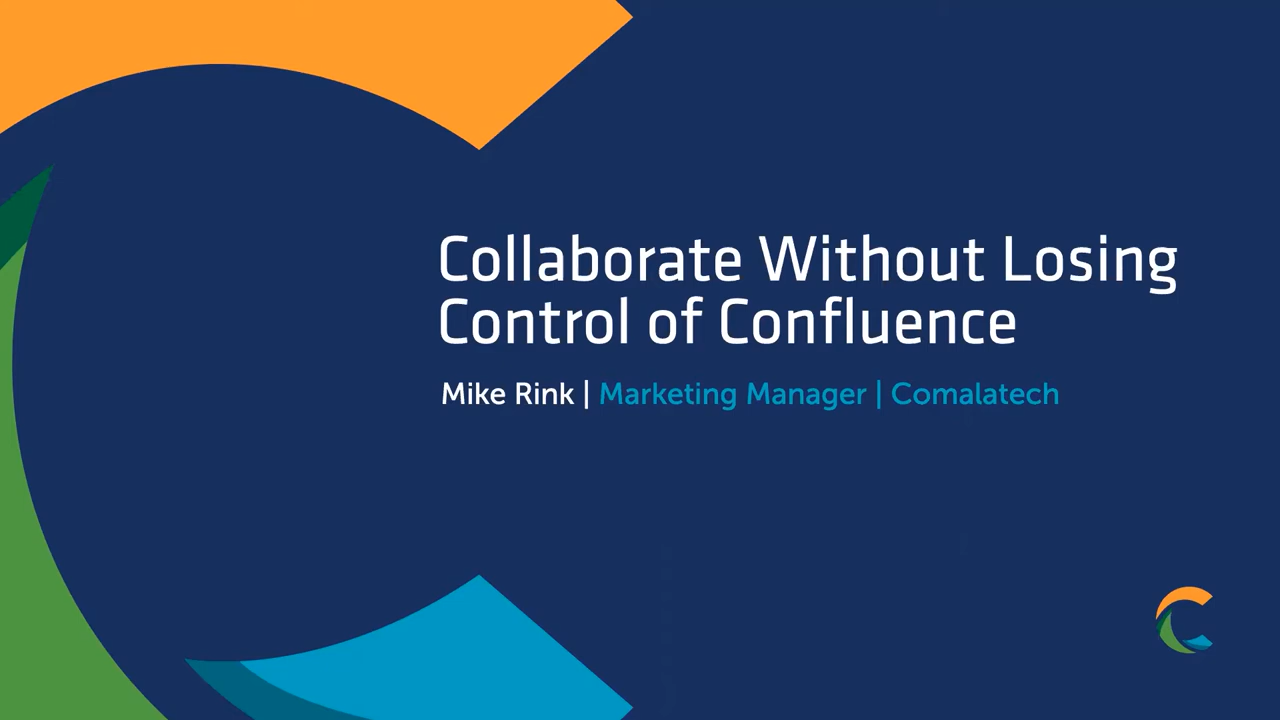 Collaborate Without Losing
Control of Confluence
Mike Rink | Marketing Manager | Comalatech